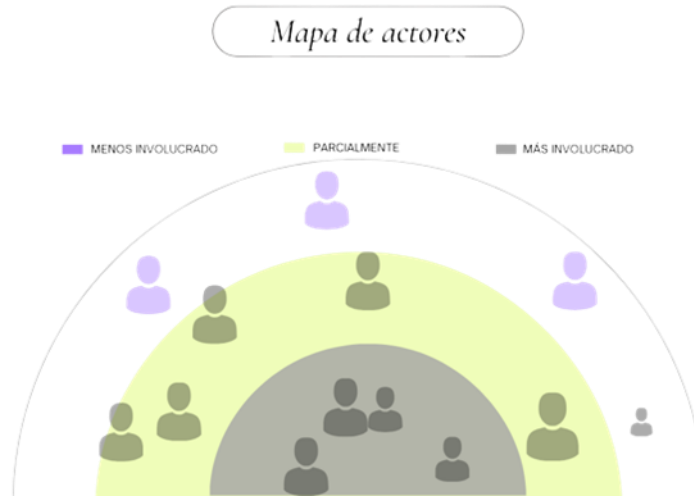 Mapa de actores
MENOS INVOLUCRADO
PARCIALMENTE
MÁS INVOLUCRADO